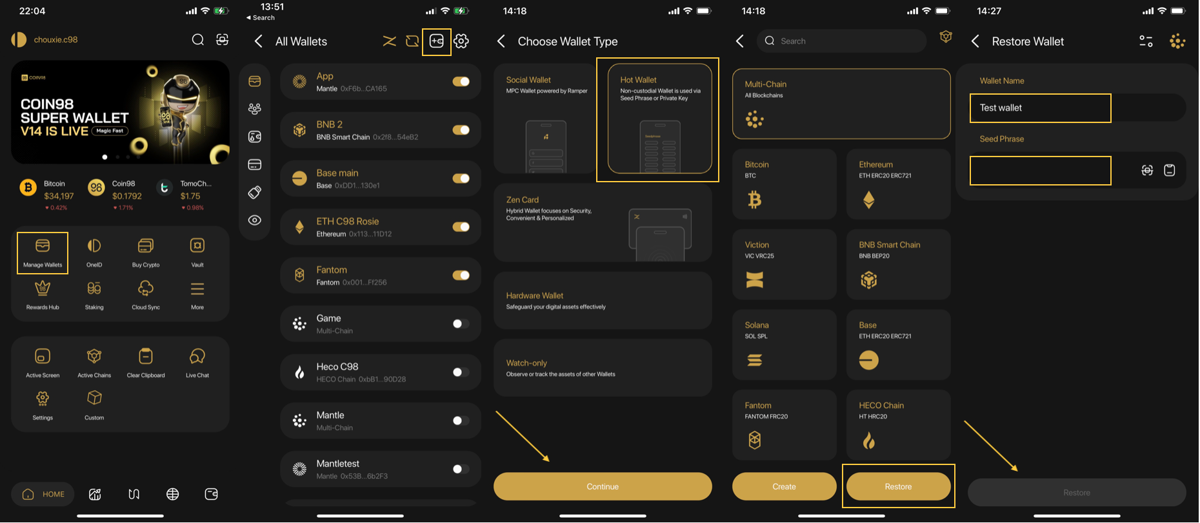 22:04
chouxie.c98
CORVIN
COIN98
SUPER WALLET
V14 IS LIVE Magic Fast
Bitcoin
$34,197
▾ 0.42%
Coin98
$0.1792
▾ 1.71%
TomoCh...
$1.75
▾ 0.98%
Manage Wallets
OneID
Buy Crypto
Vault
Rewards Hub
Staking
Cloud Sync
More
Active Screen
Active Chains
Clear Clipboard
Live Chat
Settings
Custom
HOME
13:51
◂ Search
All Wallets
App
Mantle 0xF6b...CA165
BNB 2
BNB Smart Chain 0x2f8...54eB2
Base main
Base 0xDD1...130e1
ETH C98 Rosie
Ethereum 0x113...11D12
Fantom
Fantom 0x001...Ff256
Game
Multi-Chain
Heco C98
HECO Chain 0xbB1...90D28
Mantle
Multi-Chain
Mantletest
Mantle 0x53B...6b2F3
14:18
Choose Wallet Type
Social Wallet
MPC Wallet powered by Ramper
Hot Wallet
Non-custodial Wallet is used via
Seed Phrase or Private Key
Zen Card
Hybrid Wallet focuses on Security,
Convenient & Personalized
Hardware Wallet
Safeguard your digital assets effectively
Watch-only
Observe or track the assets of other Wallets
Continue
14:18
Search
Multi-Chain
All Blockchains
Bitcoin
BTC
Ethereum
ETH ERC20 ERC721
Viction
VIC VRC25
BNB Smart Chain
BNB BEP20
Solana
SOL SPL
Base
ETH ERC20 ERC721
Fantom
FANTOM FRC20
HECO Chain
HT HRC20
Create
Restore
14:27
Restore Wallet
Wallet Name
Test wallet
Seed Phrase
Restore